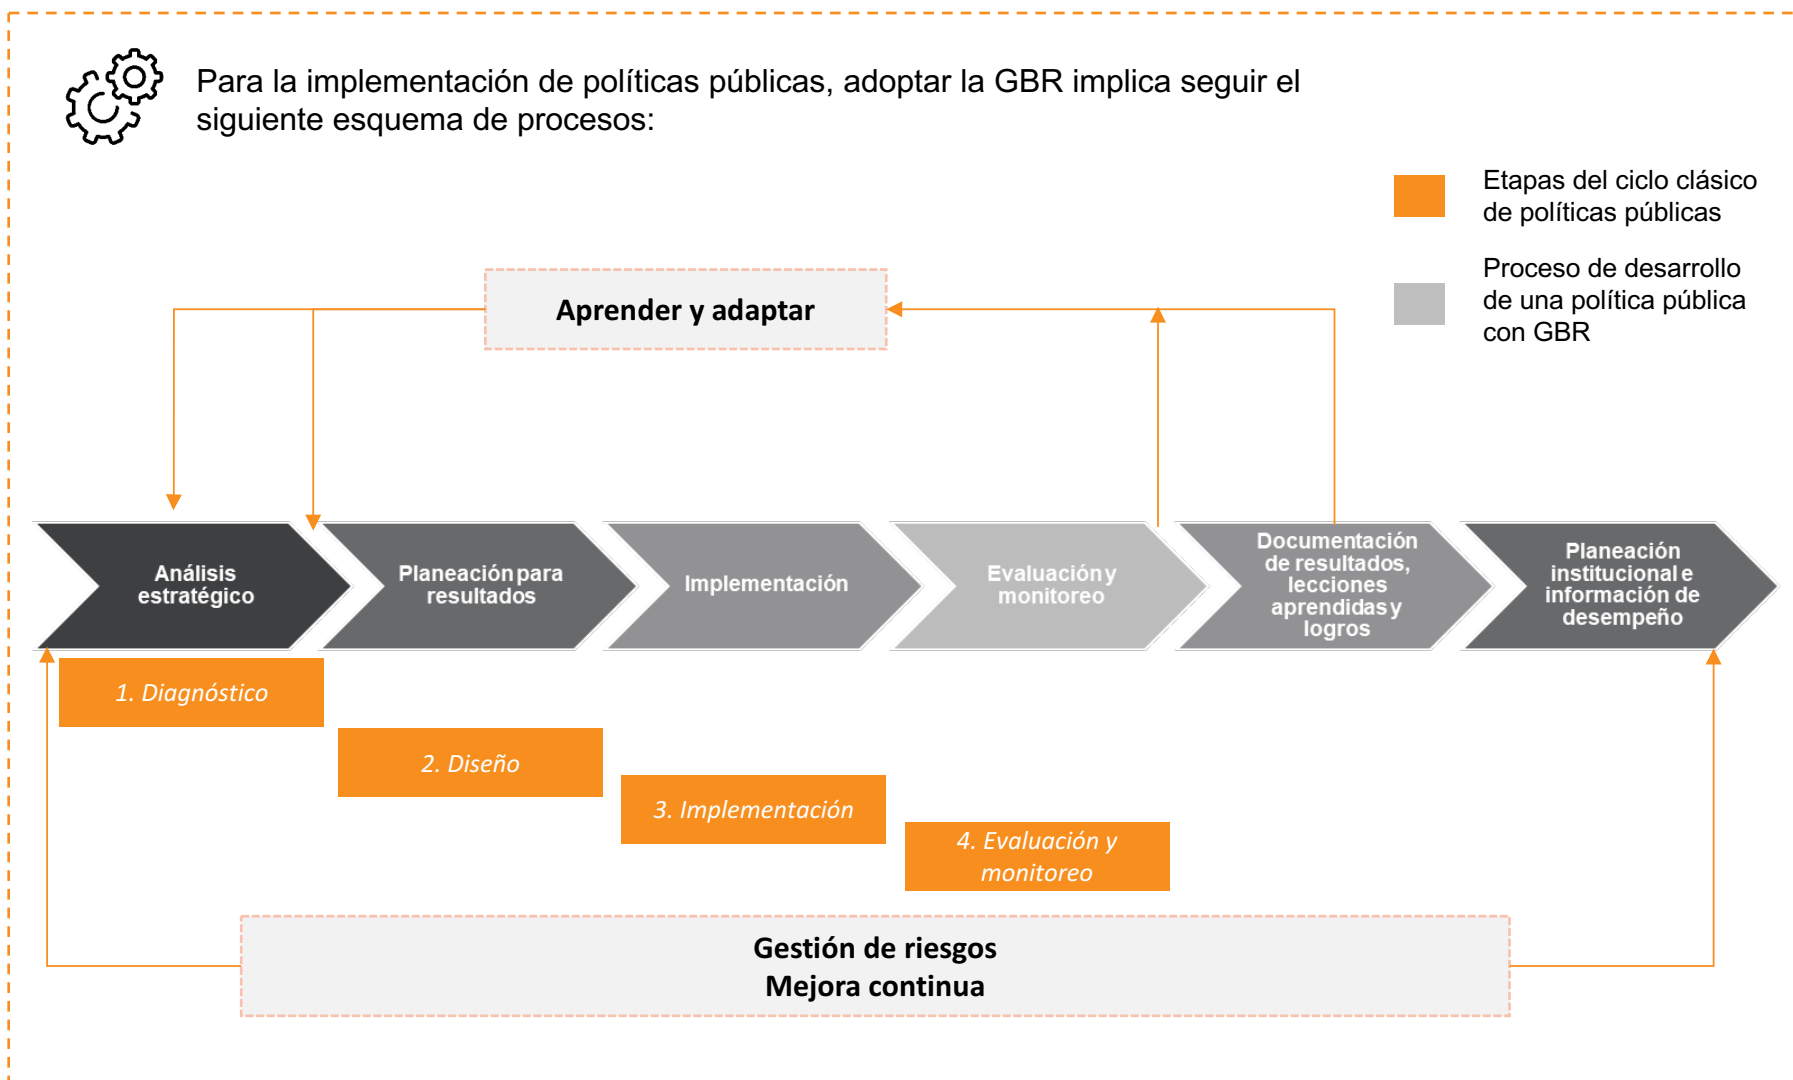 Para la implementación de políticas públicas, adoptar la GBR implica seguir el
siguiente esquema de procesos:
Etapas del ciclo clásico
de políticas públicas
Proceso de desarrollo
de una política pública
con GBR
Aprender y adaptar
Análisis
estratégico
Planeación para
resultados
Implementación
Evaluación y
monitoreo
Documentación
de resultados,
lecciones
aprendidas y
logros
Planeación
institucional e
información de
desempeño
1. Diagnóstico
2. Diseño
3. Implementación
4. Evaluación y
monitoreo
Gestión de riesgos
Mejora continua